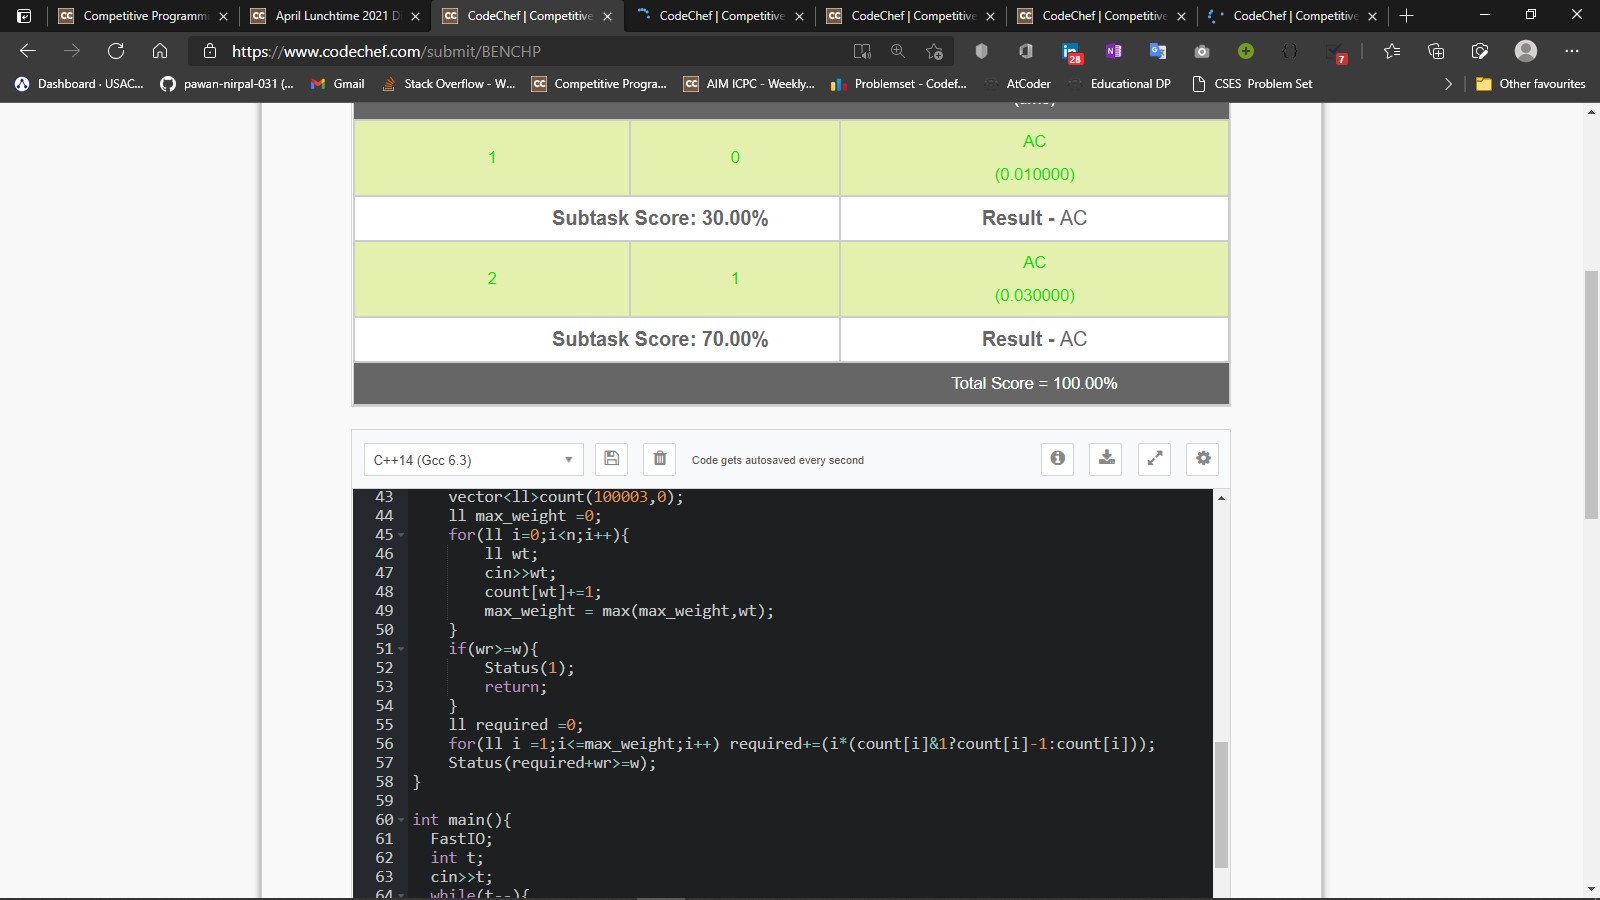 Competitive Programmi
April Lunchtime 2021 D
CodeChef | Competitive
CodeChef | Competitive
CodeChef | Competitive
CodeChef | Competitive
CodeChef | Competitive
https://www.codechef.com/submit/BENCHP
28
7
Dashboard · USAC...
pawan-nirpal-031 (...
Gmail
Stack Overflow - W...
CC Competitive Progra...
CC AIM ICPC - Weekly...
Problemset - Codef...
AtCoder
Educational DP
CSES Problem Set
Other favourites
1 0 AC
(0.010000)
Subtask Score: 30.00% Result - AC
2 1 AC
(0.030000)
Subtask Score: 70.00% Result - AC
Total Score = 100.00%
C++14 (Gcc 6.3) Code gets autosaved every second
43 vector<ll>count(100003,0);
44 ll max_weight =0;
45 for(ll i=0;i<n;i++){
46 ll wt;
47 cin>>wt;
48 count[wt]+=1;
49 max_weight = max(max_weight,wt);
50 }
51 if(wr>=w){
52 Status(1);
53 return;
54 }
55 ll required =0;
56 for(ll i =1;i<=max_weight;i++) required+=(i*(count[i]&1?count[i]-1:count[i]));
57 Status(required+wr>=w);
58 }
59
60 int main(){
61 FastIO;
62 int t;
63 cin>>t;
64 while(t--){